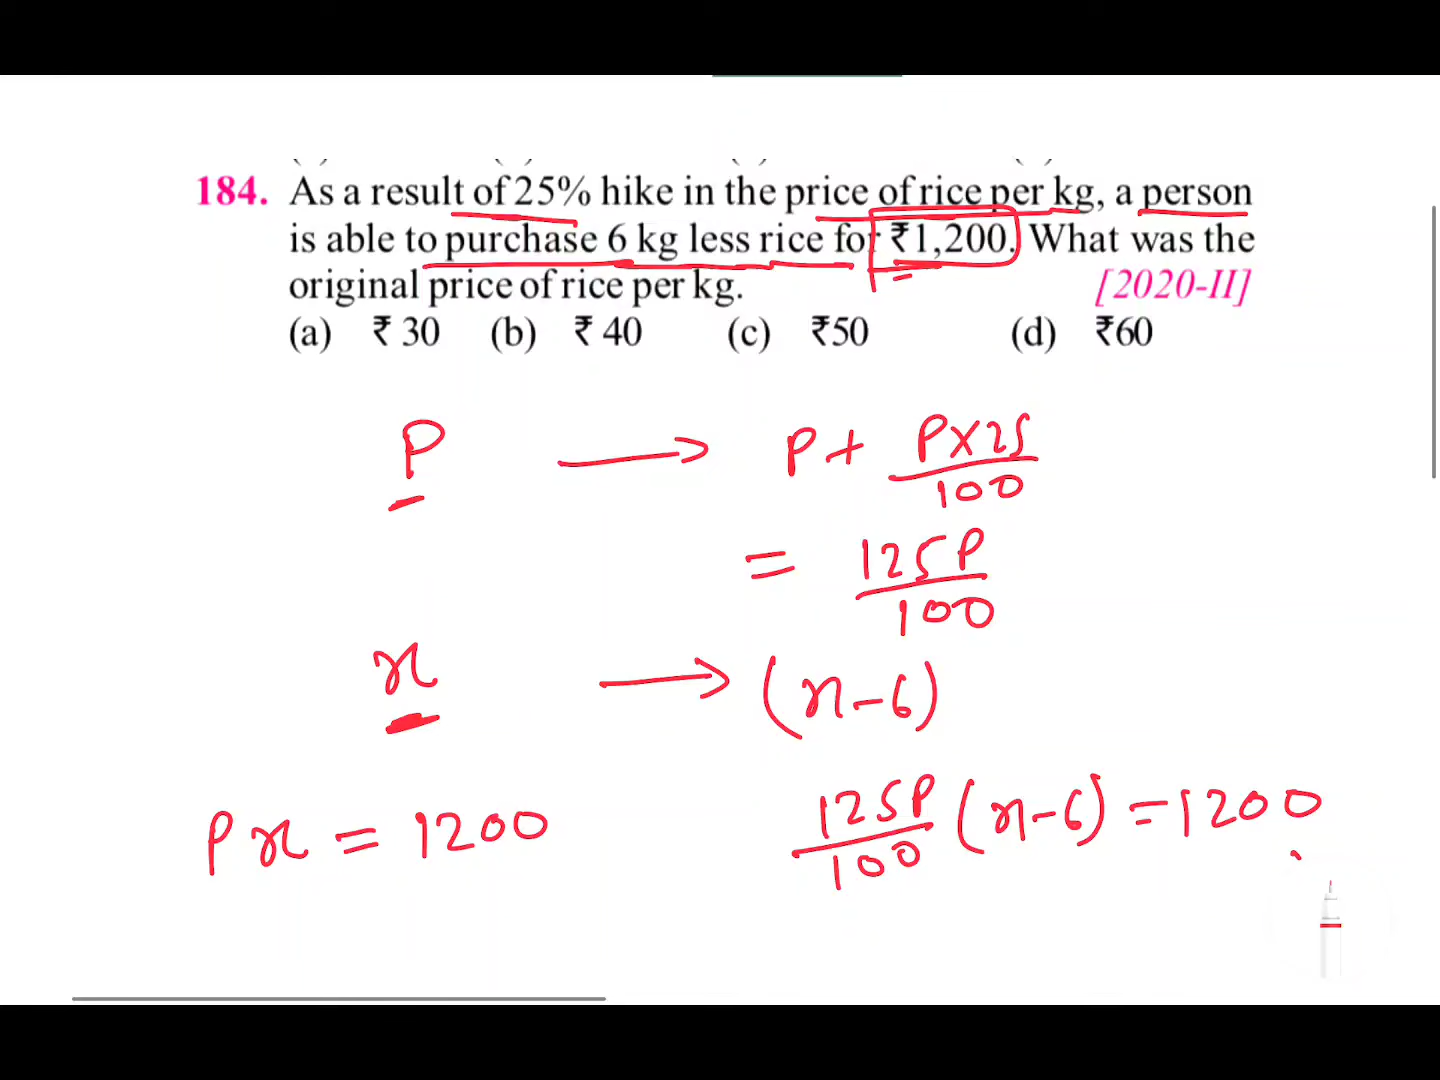 184. As a result of 25% hike in the price of rice per kg, a person
is able to purchase 6 kg less rice for ₹1,200. What was the
original price of rice per kg. [2020-II]
(a) ₹ 30 (b) ₹ 40 (c) ₹50 (d) ₹60
P → P + P×25/100
= 125P/100
x → (x-6)
Px = 1200 125P/100 (x-6) = 1200